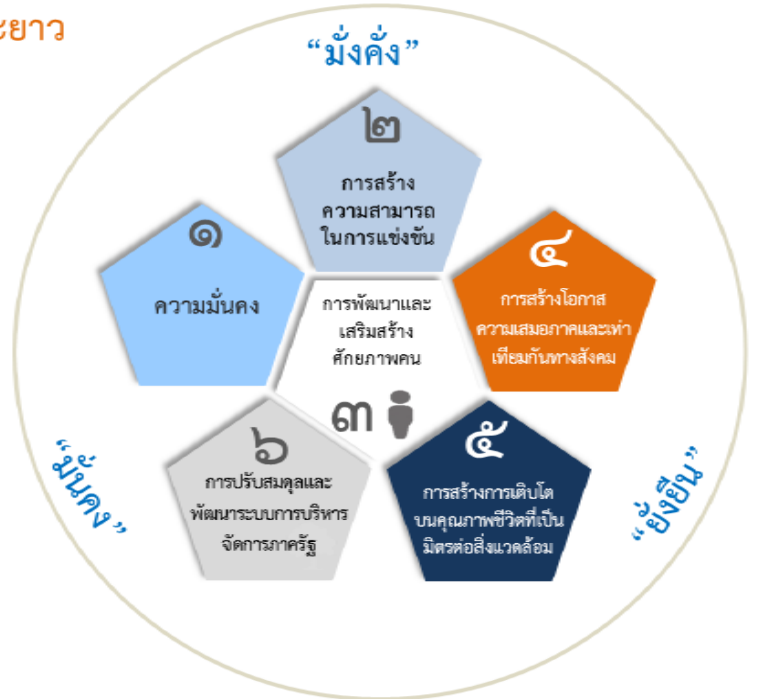 ะยาว
“มั่งคั่ง”
๒
การสร้าง
ความสามารถ
ในการแข่งขัน
๑
ความมั่นคง
๔
การสร้างโอกาส
ความเสมอภาคและเท่า
เทียมกันทางสังคม
การพัฒนาและ
เสริมสร้าง
ศักยภาพคน
๓
๖
การปรับสมดุลและ
พัฒนาระบบการบริหาร
จัดการภาครัฐ
๕
การสร้างการเติบโต
บนคุณภาพชีวิตที่เป็น
มิตรต่อสิ่งแวดล้อม
“มั่นคง”
“ยั่งยืน”